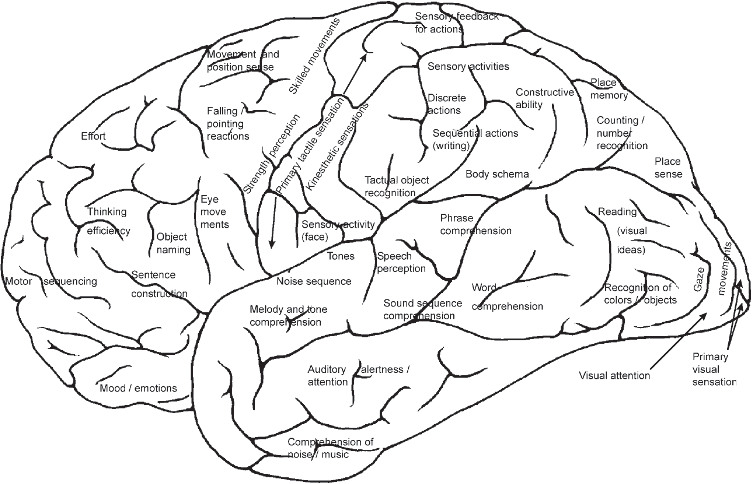 Sensory feedback
for actions
Skilled movements
Movement and
position sense
Sensory activities
Place
memory
Constructive
ability
Discrete
actions
Falling /
pointing
reactions
Counting /
number
recognition
Effort
Sequential actions
(writing)
Strength perception
Primary tactile sensation
Kinesthetic sensations
Place
sense
Body schema
Tactual object
recognition
Eye
move
ments
Thinking
efficiency
Object
naming
Sensory activity
(face)
Phrase
comprehension
Reading
(visual
ideas)
Tones
Speech
perception
Gaze
movements
Motor sequencing
Sentence
construction
Noise sequence
Word
comprehension
Recognition of
colors / objects
Sound sequence
comprehension
Melody and tone
comprehension
Primary
visual
sensation
Visual attention
Auditory alertness /
attention
Mood / emotions
Comprehension of
noise / music